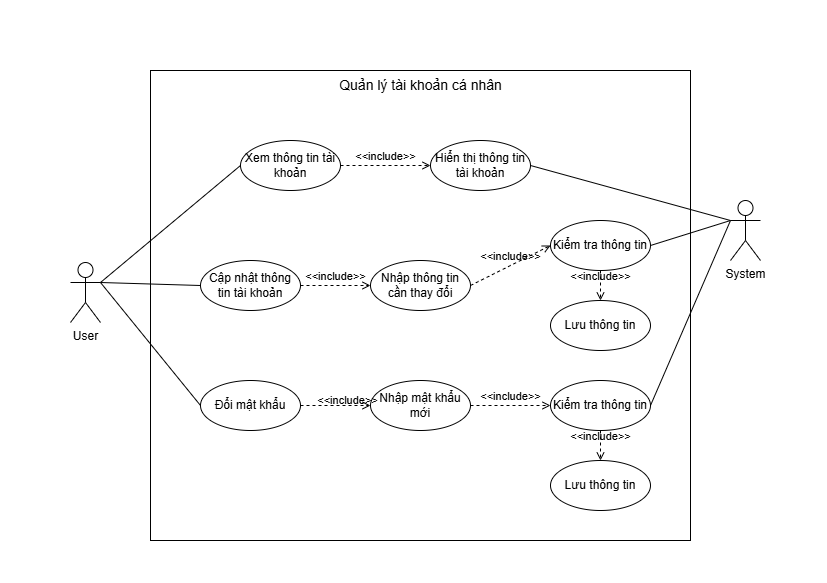 Quản lý tài khoản cá nhân
Xem thông tin tải
khoản
<<include>>
Hiển thị thông tin
tài khoản
System
User
Cập nhật thông
tin tài khoản
<<include>>
Nhập thông tin
cần thay đổi
<<include>>
Kiểm tra thông tin
<<include>>
Lưu thông tin
Đổi mật khẩu
<<include>>
Nhập mật khẩu
mới
<<include>>
Kiểm tra thông tin
<<include>>
Lưu thông tin